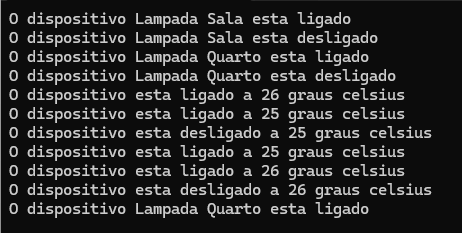 O dispositivo Lampada Sala esta ligado
O dispositivo Lampada Sala esta desligado
O dispositivo Lampada Quarto esta ligado
O dispositivo Lampada Quarto esta desligado
O dispositivo esta ligado a 26 graus celsius
O dispositivo esta ligado a 25 graus celsius
O dispositivo esta desligado a 25 graus celsius
O dispositivo esta ligado a 25 graus celsius
O dispositivo esta ligado a 26 graus celsius
O dispositivo esta desligado a 26 graus celsius
O dispositivo Lampada Quarto esta ligado